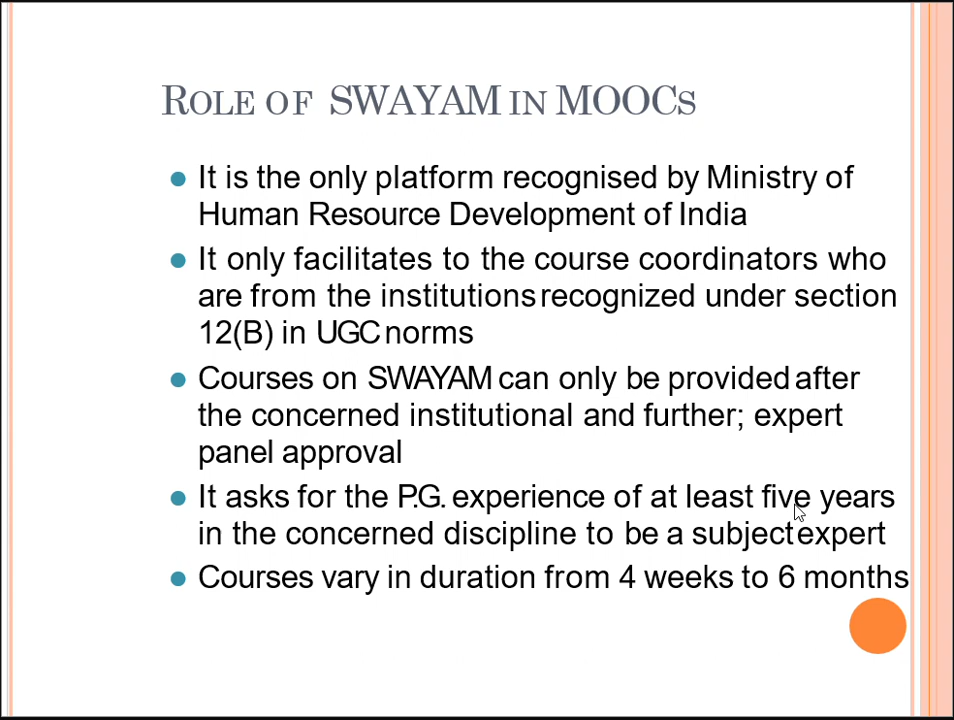 ROLE OF SWAYAM IN MOOCS
It is the only platform recognised by Ministry of
Human Resource Development of India
It only facilitates to the course coordinators who
are from the institutions recognized under section
12(B) in UGC norms
Courses on SWAYAM can only be provided after
the concerned institutional and further; expert
panel approval
It asks for the P.G. experience of at least five years
in the concerned discipline to be a subject expert
Courses vary in duration from 4 weeks to 6 months